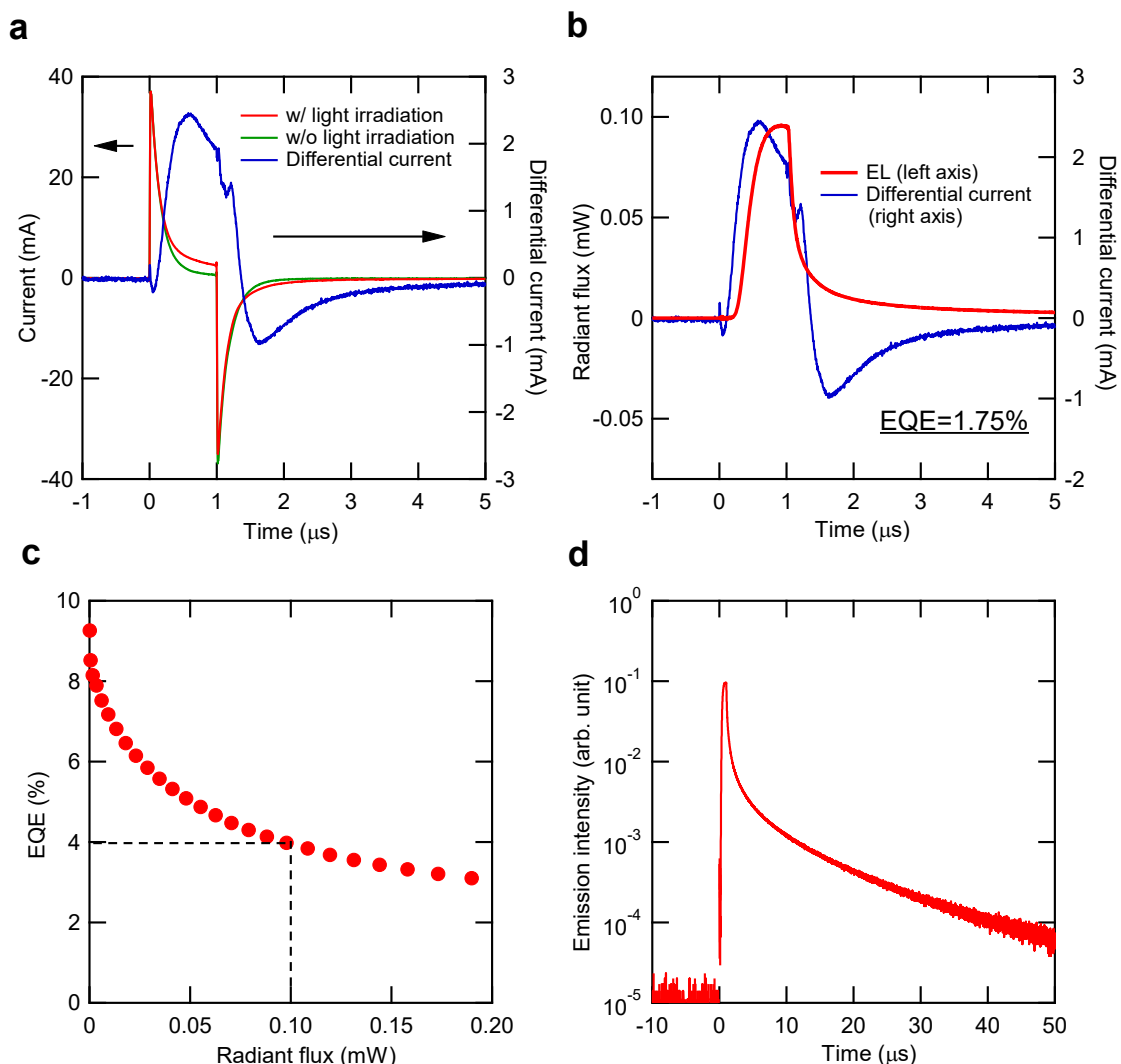 a
40
20
0
-20
-40
Current (mA)
3
2
1
0
-1
-2
-3
Differential current (mA)
w/ light irradiation
w/o light irradiation
Differential current
-1 0 1 2 3 4 5
Time (μs)
b
0.10
0.05
0.00
-0.05
Radiant flux (mW)
3
2
1
0
-1
-2
Differential current (mA)
EL (left axis)
Differential current
(right axis)
EQE=1.75%
-1 0 1 2 3 4 5
Time (μs)
c
10
8
6
4
2
0
EQE (%)
0 0.05 0.10 0.15 0.20
Radiant flux (mW)
d
10⁰
10⁻¹
10⁻²
10⁻³
10⁻⁴
10⁻⁵
Emission intensity (arb. unit)
-10 0 10 20 30 40 50
Time (μs)